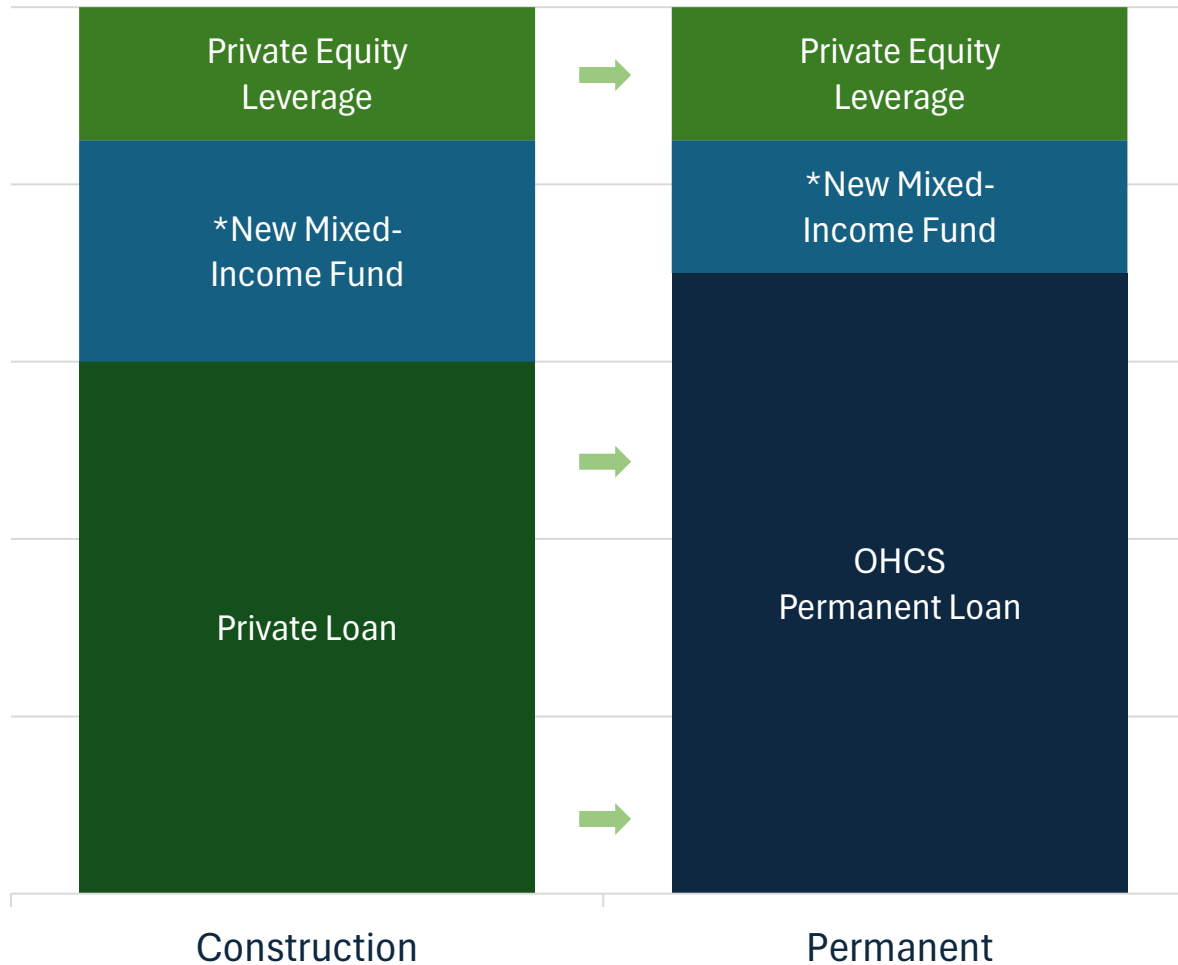 Private Equity
Leverage
*New Mixed-
Income Fund
Private Loan
Private Equity
Leverage
*New Mixed-
Income Fund
OHCS
Permanent Loan
Construction
Permanent